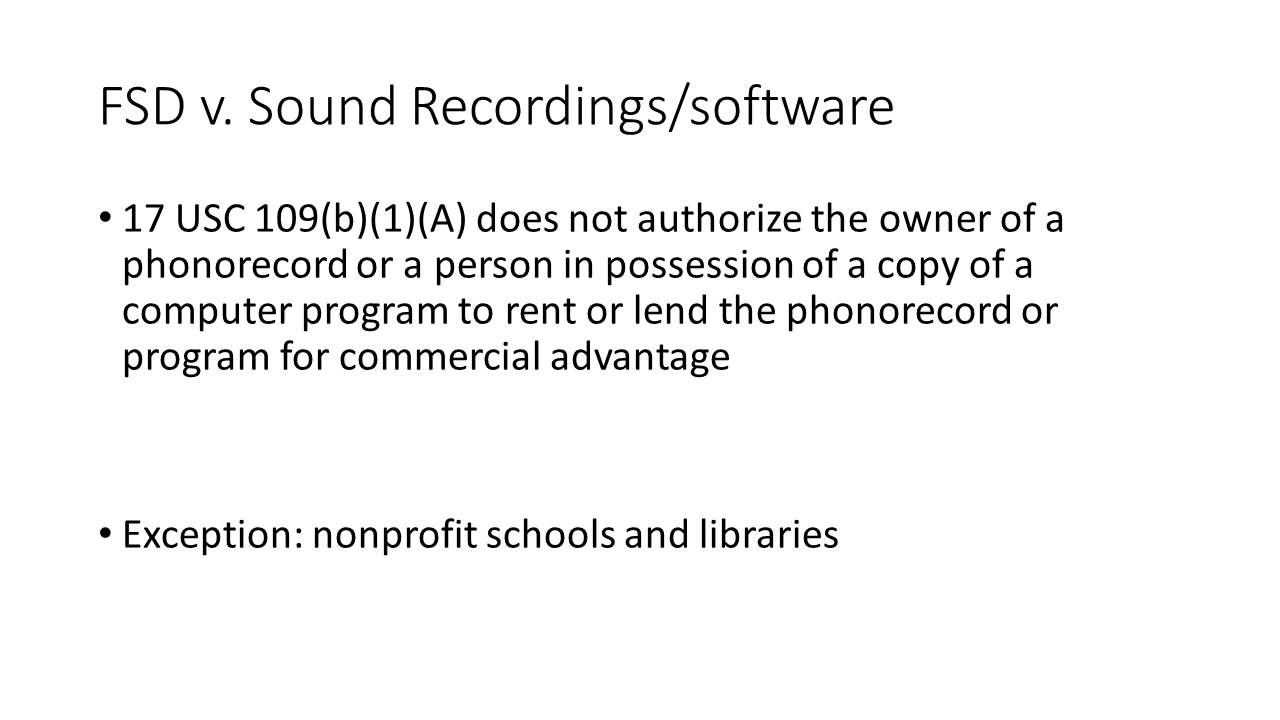 FSD v. Sound Recordings/software
• 17 USC 109(b)(1)(A) does not authorize the owner of a
phonorecord or a person in possession of a copy of a
computer program to rent or lend the phonorecord or
program for commercial advantage
• Exception: nonprofit schools and libraries